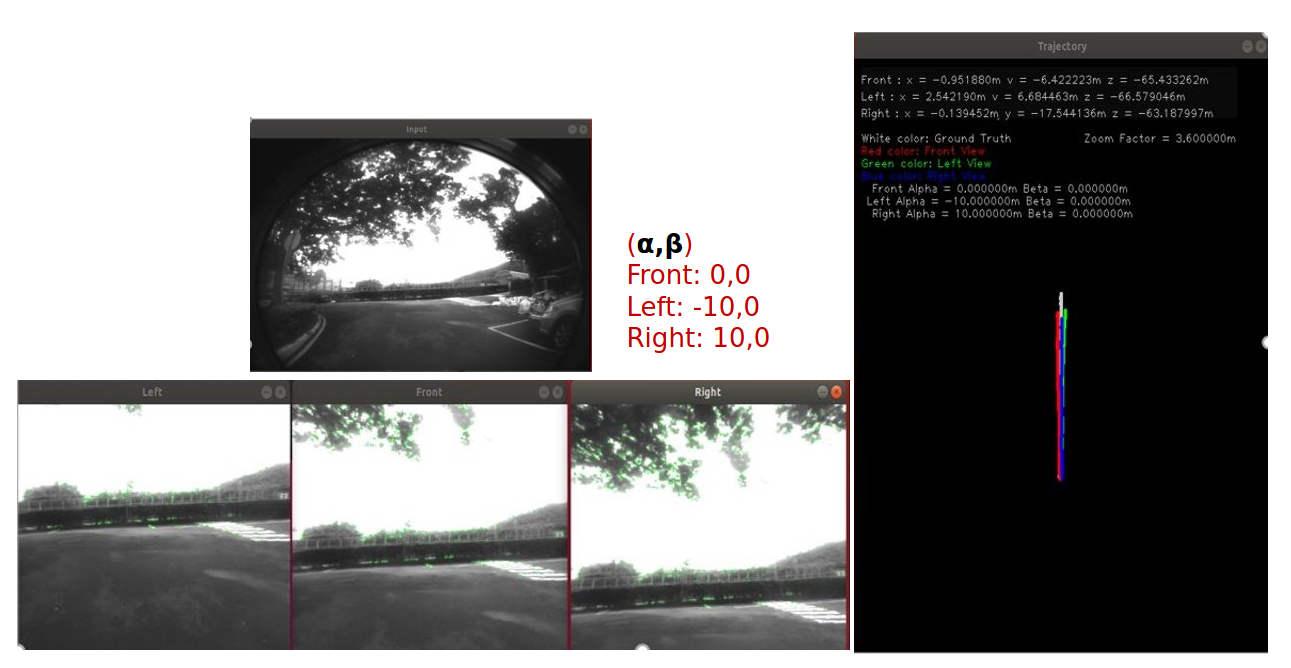 Trajectory
Front : x = -0.951880m v = -6.422223m z = -65.433262m
Left : x = 2.542190m v = 6.684463m z = -66.579046m
Right : x = -0.139452m, y = -17.544136m z = -63.187997m
White color: Ground Truth Zoom Factor = 3.600000m
Red color: Front View
Green color: Left View
Blue color: Right View
Front Alpha = 0.000000m Beta = 0.000000m
Left Alpha = -10.000000m Beta = 0.000000m
Right Alpha = 10.000000m Beta = 0.000000m
Input
(α,β)
Front: 0,0
Left: -10,0
Right: 10,0
Left
Front
Right